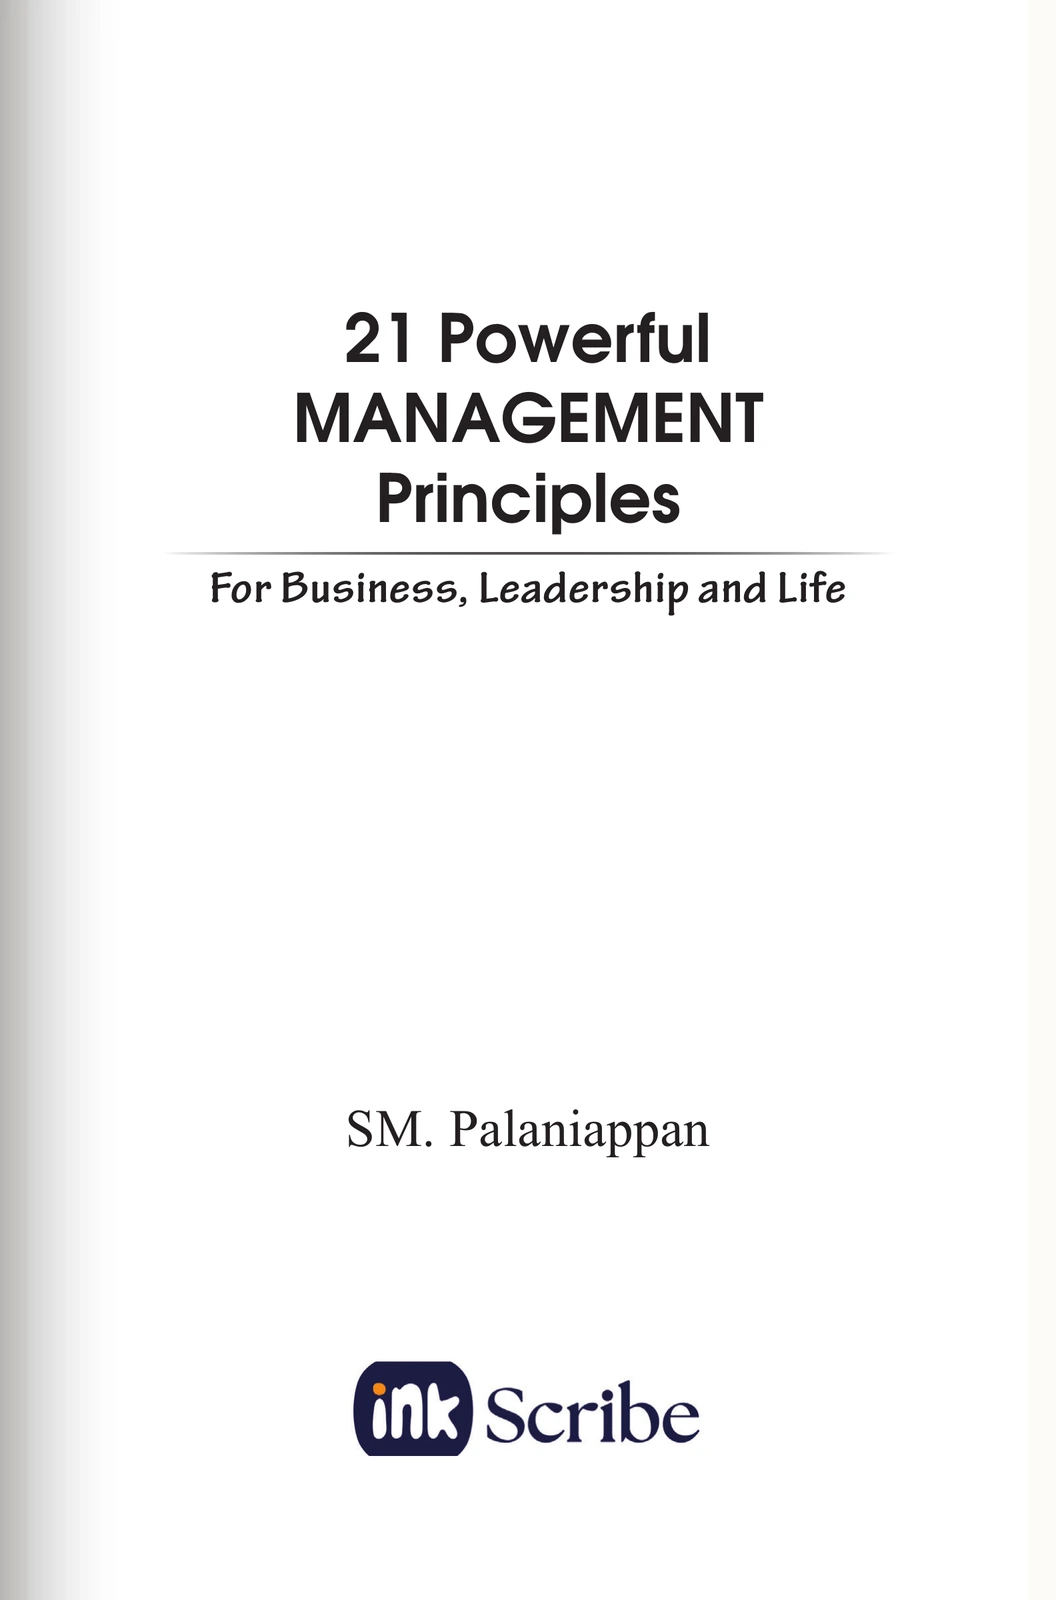 21 Powerful
MANAGEMENT
Principles
For Business, Leadership and Life
SM. Palaniappan
ink Scribe